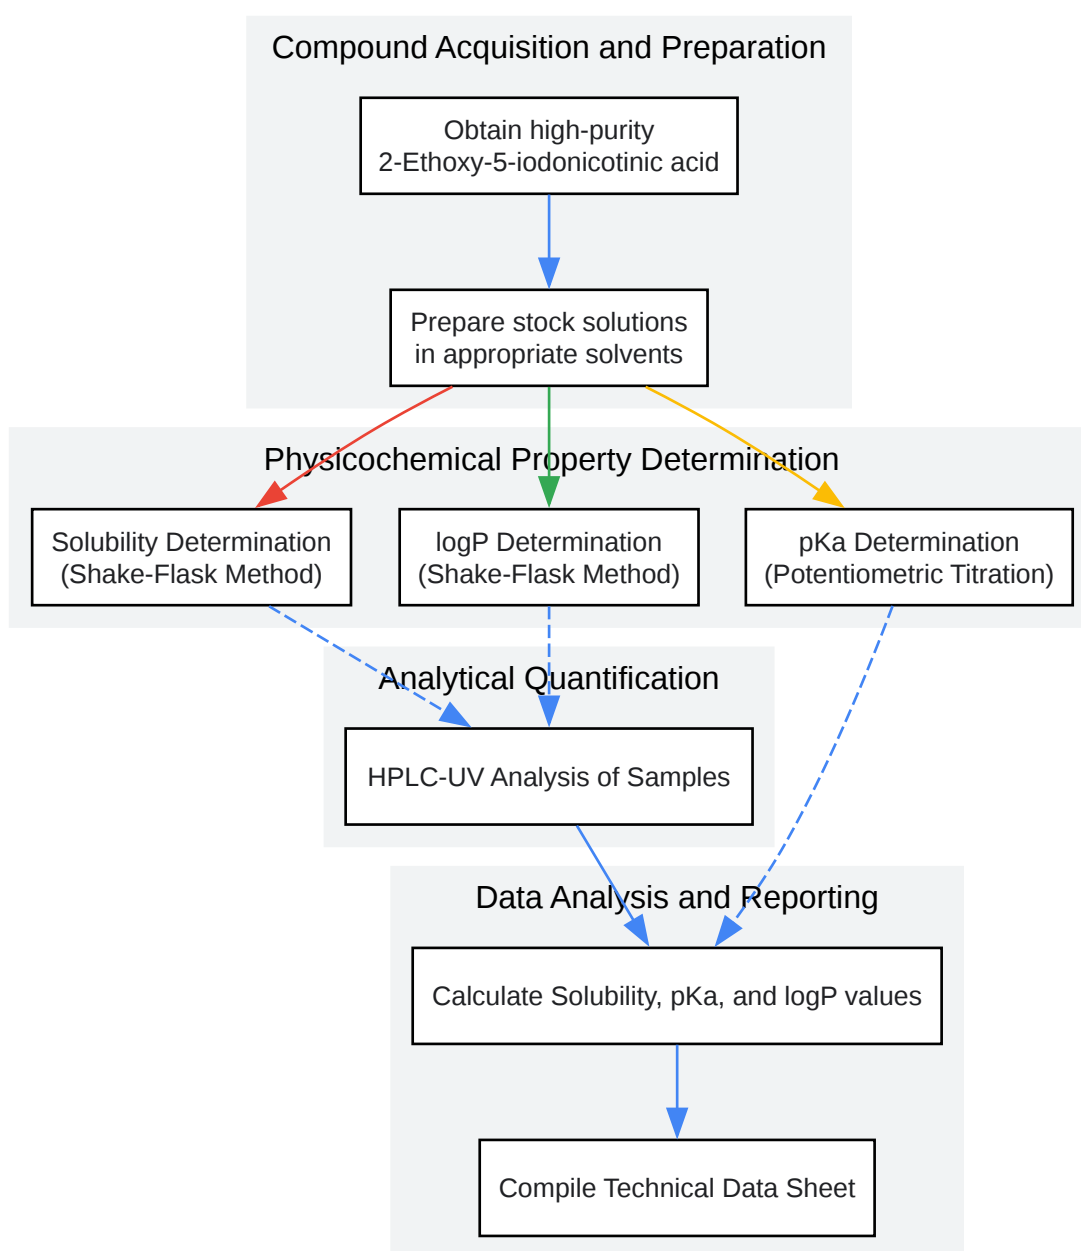 Compound Acquisition and Preparation
Obtain high-purity
2-Ethoxy-5-iodonicotinic acid
Prepare stock solutions
in appropriate solvents
Physicochemical Property Determination
Solubility Determination
(Shake-Flask Method)
logP Determination
(Shake-Flask Method)
pKa Determination
(Potentiometric Titration)
Analytical Quantification
HPLC-UV Analysis of Samples
Data Analysis and Reporting
Calculate Solubility, pKa, and logP values
Compile Technical Data Sheet